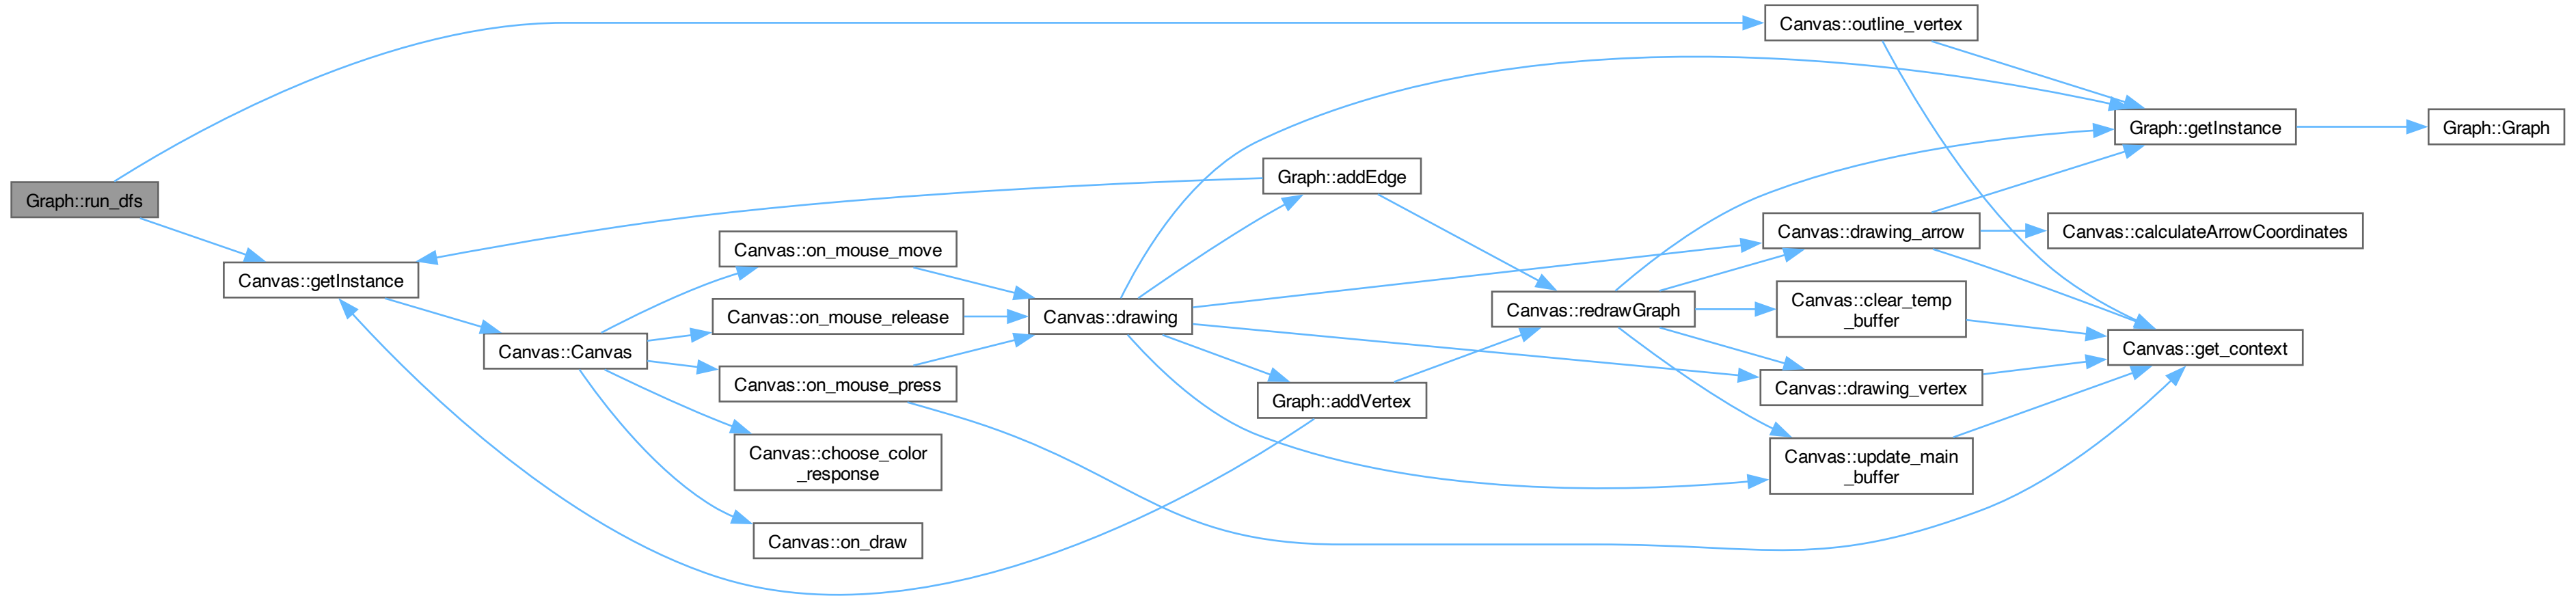 Graph::run_dfs
Canvas::getInstance
Canvas::Canvas
Canvas::on_mouse_move
Canvas::on_mouse_release
Canvas::on_mouse_press
Canvas::choose_color
_response
Canvas::on_draw
Canvas::drawing
Graph::addEdge
Graph::addVertex
Canvas::redrawGraph
Canvas::outline_vertex
Canvas::drawing_arrow
Canvas::clear_temp
_buffer
Canvas::drawing_vertex
Canvas::update_main
_buffer
Graph::getInstance
Canvas::calculateArrowCoordinates
Canvas::get_context
Graph::Graph